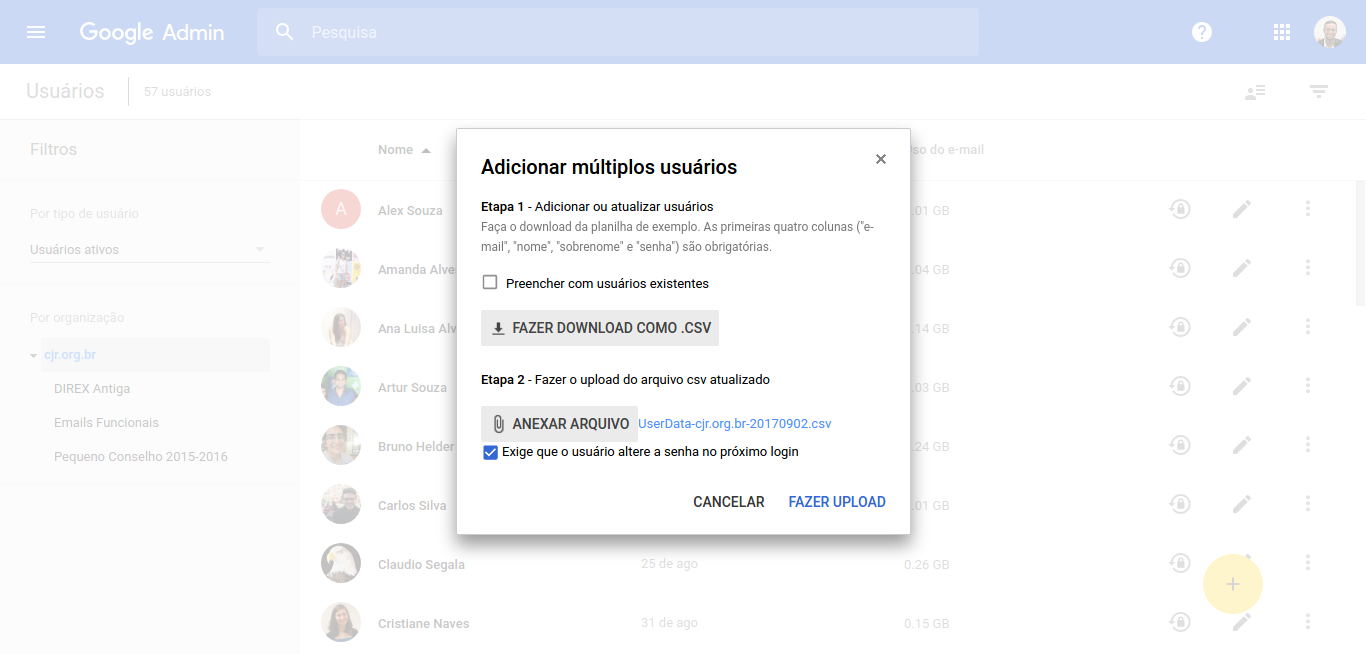 Google Admin
Pesquisa
?
Usuários
57 usuários
Filtros
Nome
so do e-mail
Por tipo de usuário
Usuários ativos
Por organização
cjr.org.br
DIREX Antiga
Emails Funcionais
Pequeno Conselho 2015-2016
A
Alex Souza
.01 GB
Amanda Alve
.04 GB
Ana Luisa Alv
.14 GB
Artur Souza
.03 GB
Bruno Helder
.24 GB
Carlos Silva
.01 GB
Claudio Segala
25 de ago
0.26 GB
Cristiane Naves
31 de ago
0.15 GB
Adicionar múltiplos usuários
Etapa 1 - Adicionar ou atualizar usuários
Faça o download da planilha de exemplo. As primeiras quatro colunas ("e-
mail", "nome", "sobrenome" e "senha") são obrigatórias.
Preencher com usuários existentes
FAZER DOWNLOAD COMO .CSV
Etapa 2 - Fazer o upload do arquivo csv atualizado
ANEXAR ARQUIVO UserData-cjr.org.br-20170902.csv
Exige que o usuário altere a senha no próximo login
CANCELAR
FAZER UPLOAD